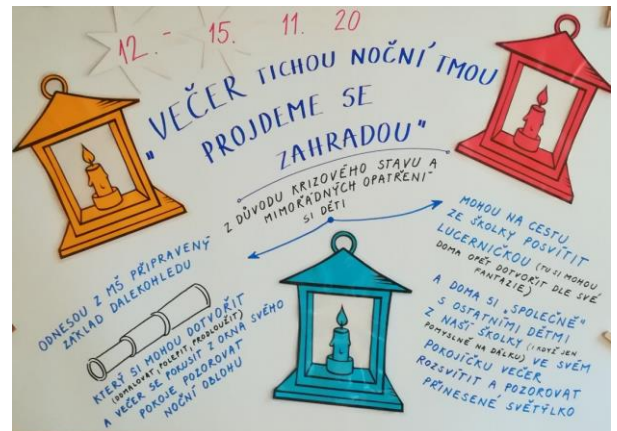 12. - 15. 11. 20
"VEČER TICHOU NOČNÍ TMOU
PROJDEME SE
ZAHRADOU"
Z DŮVODU KRIZOVÉHO STAVU A
MIMOŘÁDNÝCH OPATŘENÍ
SI DĚTI
ODNESOU Z MŠ PŘIPRAVENÝ
ZÁKLAD DALEKOHLEDU
KTERÝ SI MOHOU DOTVOŘIT
(DOMALOVAT, POLEPIT, PRODLOUŽIT)
A VEČER SE POKUSIT Z OKNA SVÉHO
POKOJE POZOROVAT
NOČNÍ OBLOHU
MOHOU NA CESTU
ZE ŠKOLKY POSVÍTIT
LUCERNIČKOU (TU SI MOHOU
DOMA OPĚT DOTVOŘIT DLE SVÉ
FANTAZIE)
A DOMA SI „SPOLEČNĚ"
S OSTATNÍMI DĚTMI
Z NAŠÍ ŠKOLKY (I KDYŽ JEN
POMYSLNĚ NA DÁLKU) VE SVÉM
POKOJÍČKU VEČER
ROZSVÍTIT A POZOROVAT
PŘINESENÉ SVĚTÝLKO